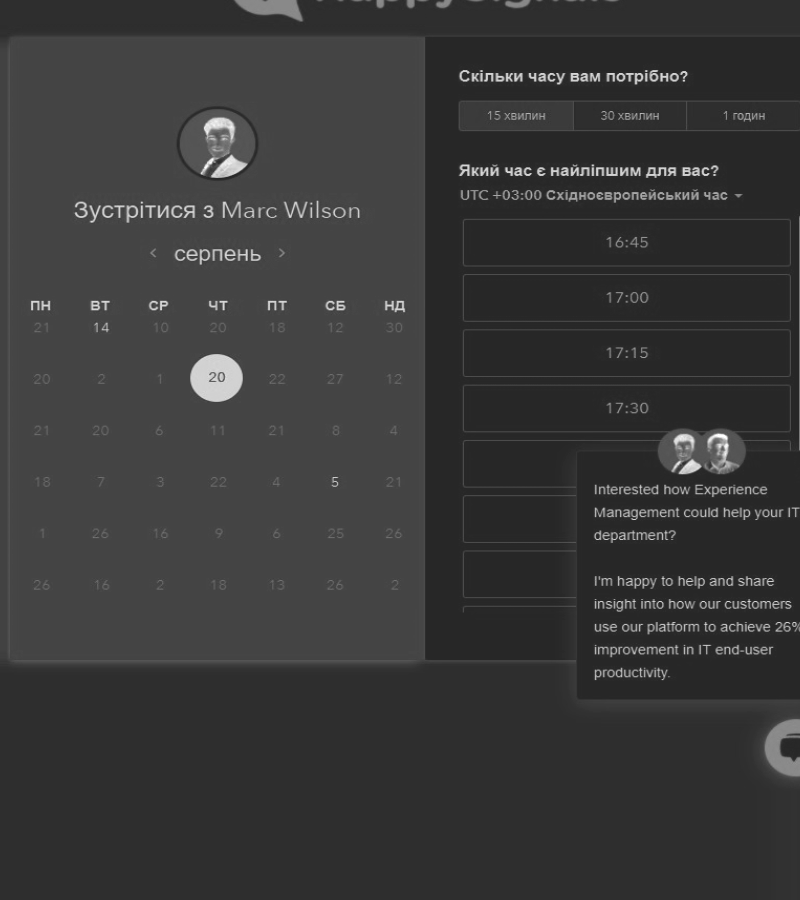 HappySignals
Зустрітися з Marc Wilson
серпень
ПН ВТ СР ЧТ ПТ СБ НД
21 14 10 20 18 12 30
20 2 1 20 22 27 12
21 20 6 11 21 8 4
18 7 3 22 4 5 21
1 26 16 9 6 25 26
26 16 2 18 13 26 2
Скільки часу вам потрібно?
15 хвилин 30 хвилин 1 годин
Який час є найліпшим для вас?
UTC +03:00 Східноєвропейський час
16:45
17:00
17:15
17:30
Interested how Experience
Management could help your IT
department?
I'm happy to help and share
insight into how our customers
use our platform to achieve 26%
improvement in IT end-user
productivity.